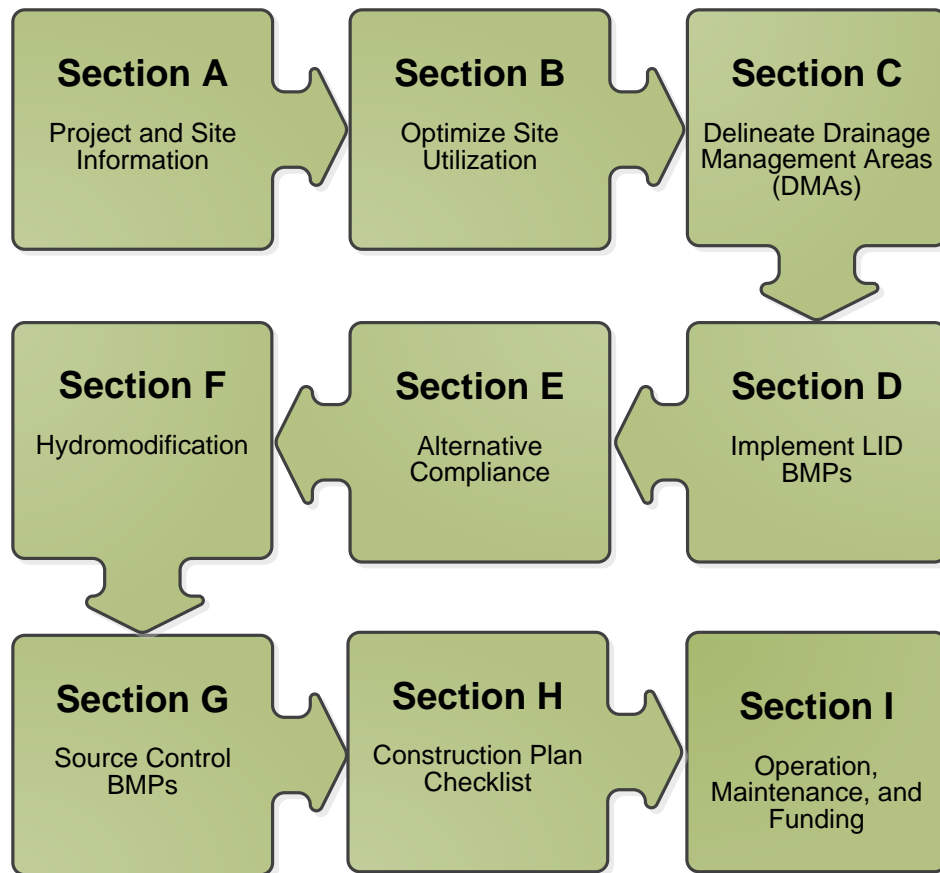 Section A
Project and Site
Information
Section B
Optimize Site
Utilization
Section C
Delineate Drainage
Management Areas
(DMAs)
Section D
Implement LID
BMPs
Section E
Alternative
Compliance
Section F
Hydromodification
Section G
Source Control
BMPs
Section H
Construction Plan
Checklist
Section I
Operation,
Maintenance, and
Funding